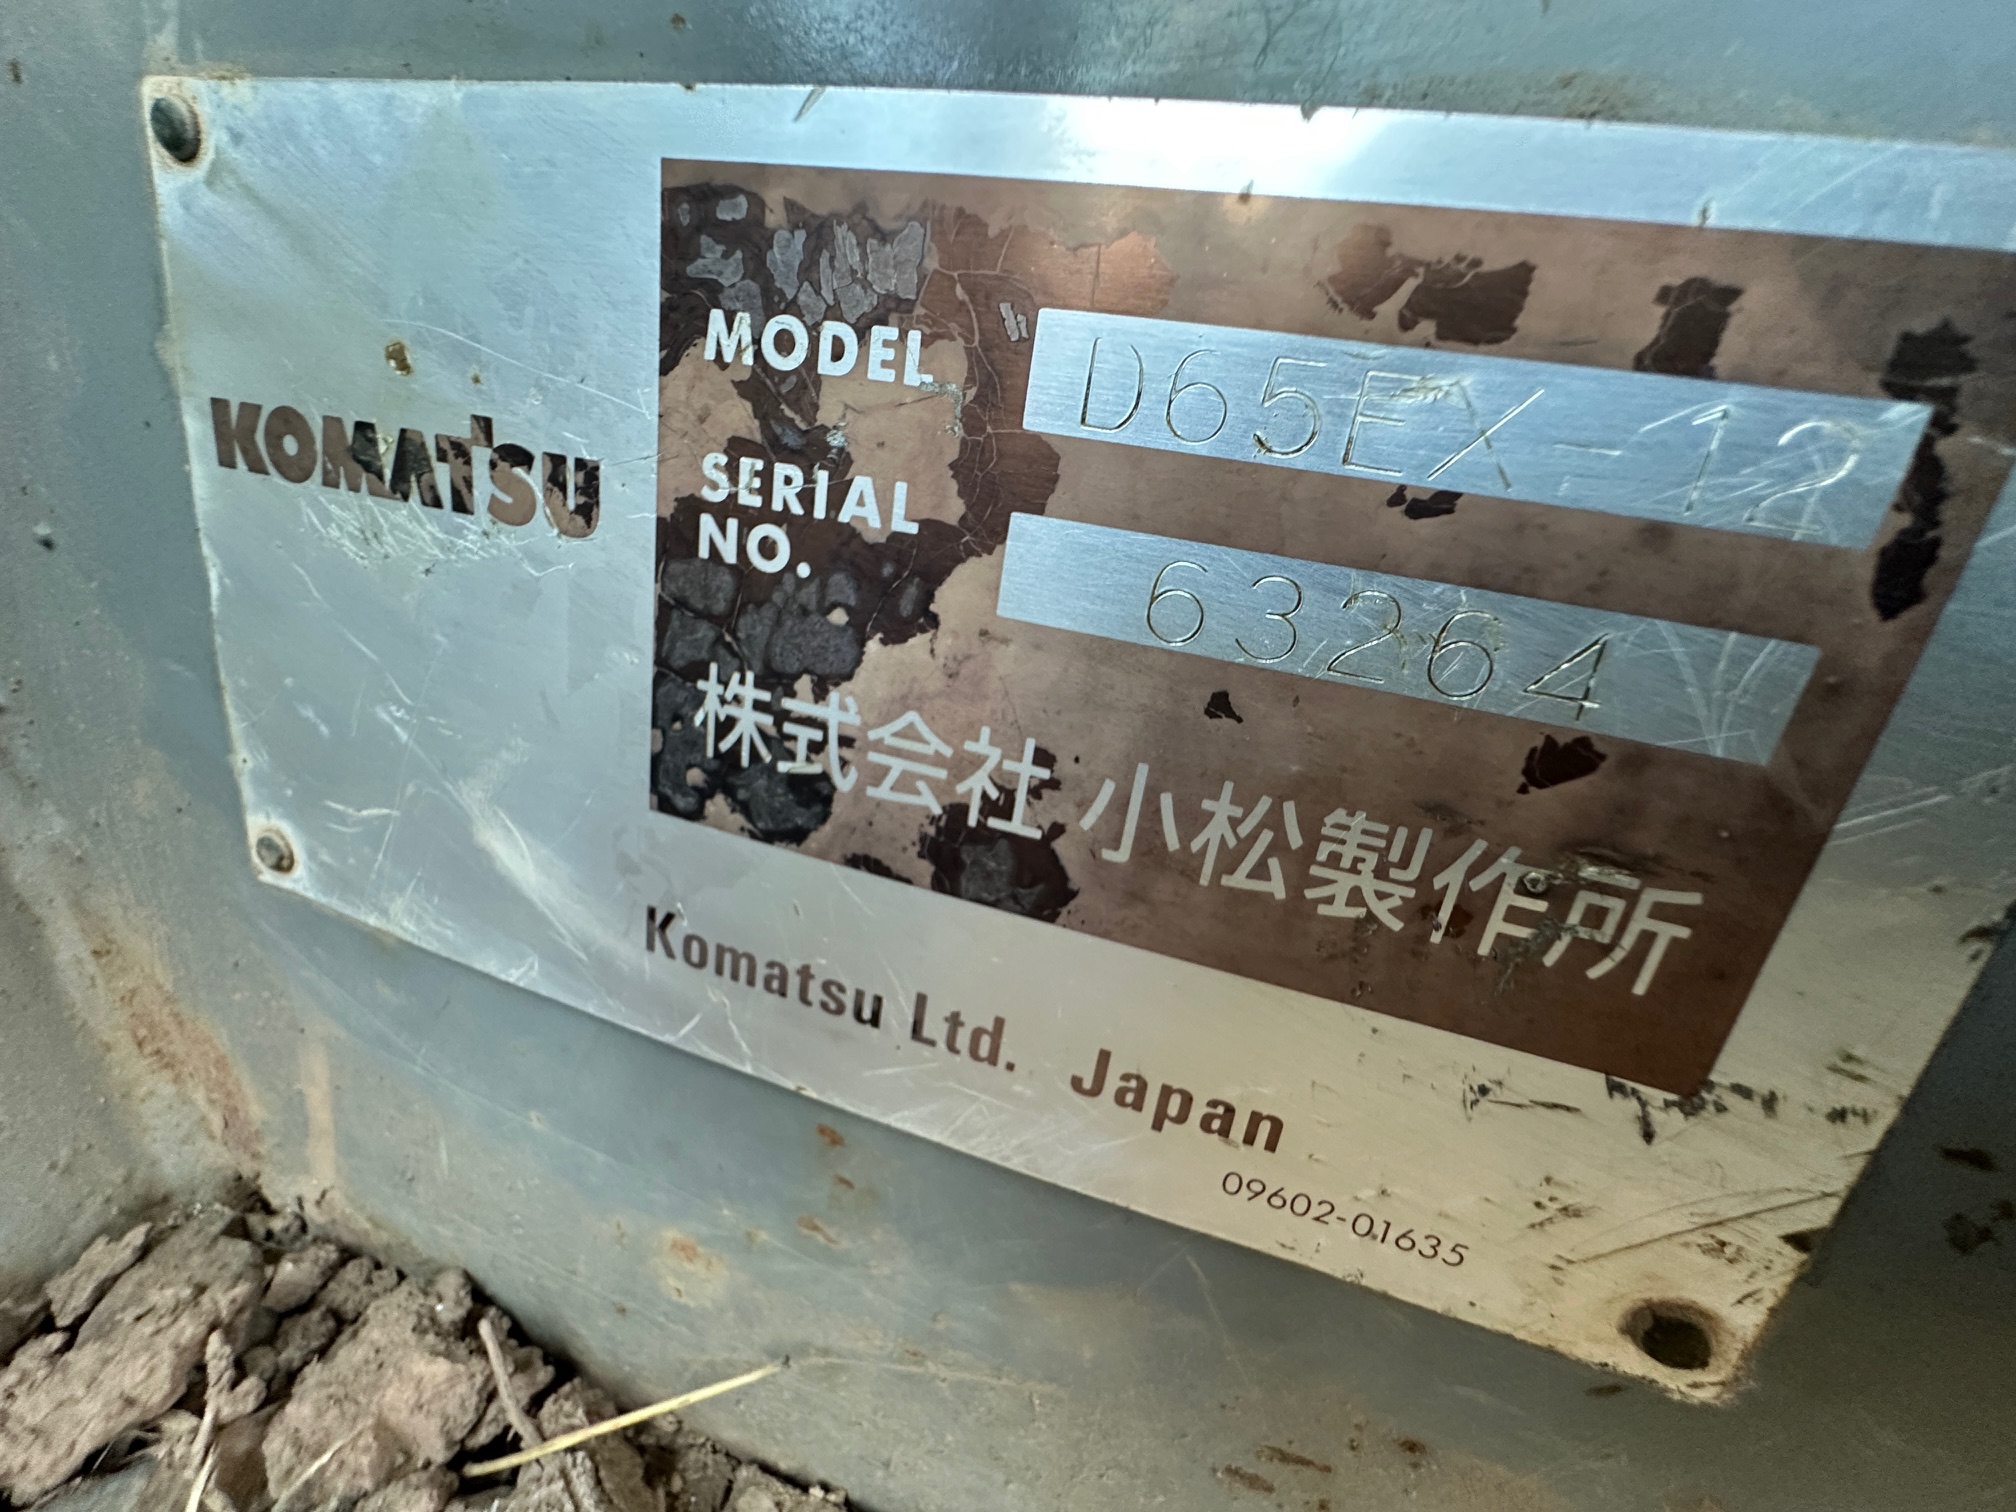 KOMATSU
MODEL D65EX-12
SERIAL NO. 63264
株式会社 小松製作所
Komatsu Ltd. Japan
09602-01635